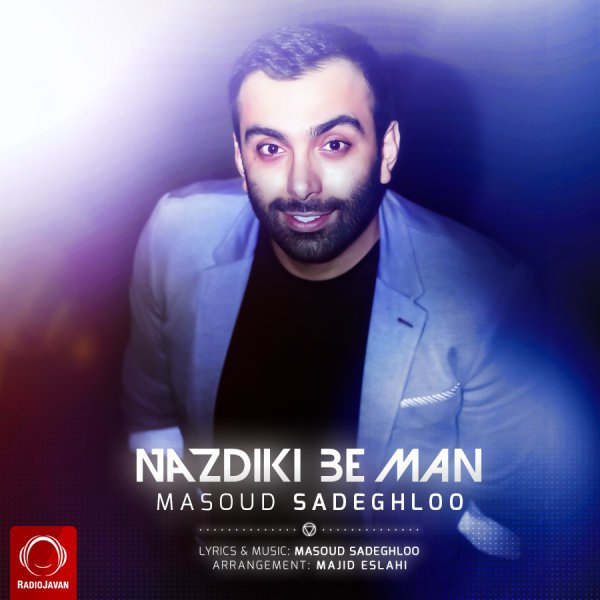 NAZDIKI BE MAN
MASOUD SADEGHLOO
LYRICS & MUSIC: MASOUD SADEGHLOO
ARRANGEMENT: MAJID ESLAHI
RADIOJAVAN